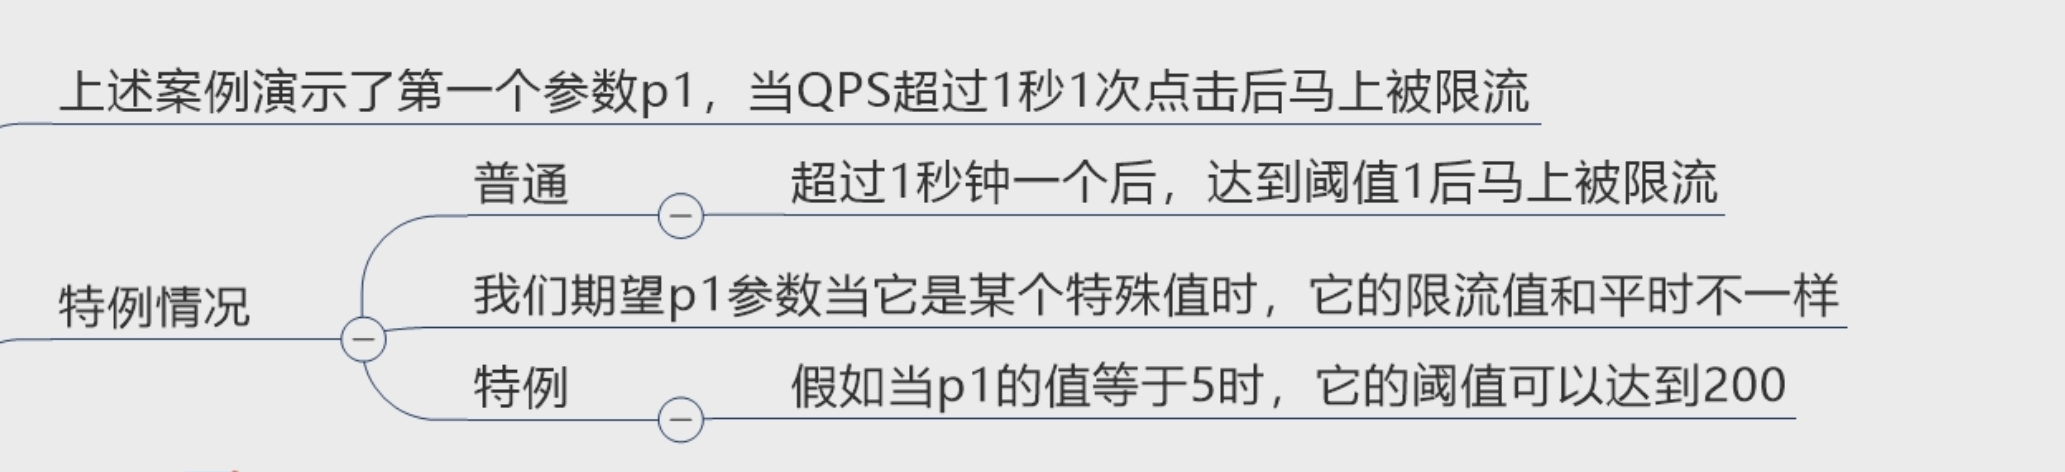 上述案例演示了第一个参数p1，当QPS超过1秒1次点击后马上被限流
普通
超过1秒钟一个后，达到阈值1后马上被限流
特例情况
我们期望p1参数当它是某个特殊值时，它的限流值和平时不一样
特例
假如当p1的值等于5时，它的阈值可以达到200